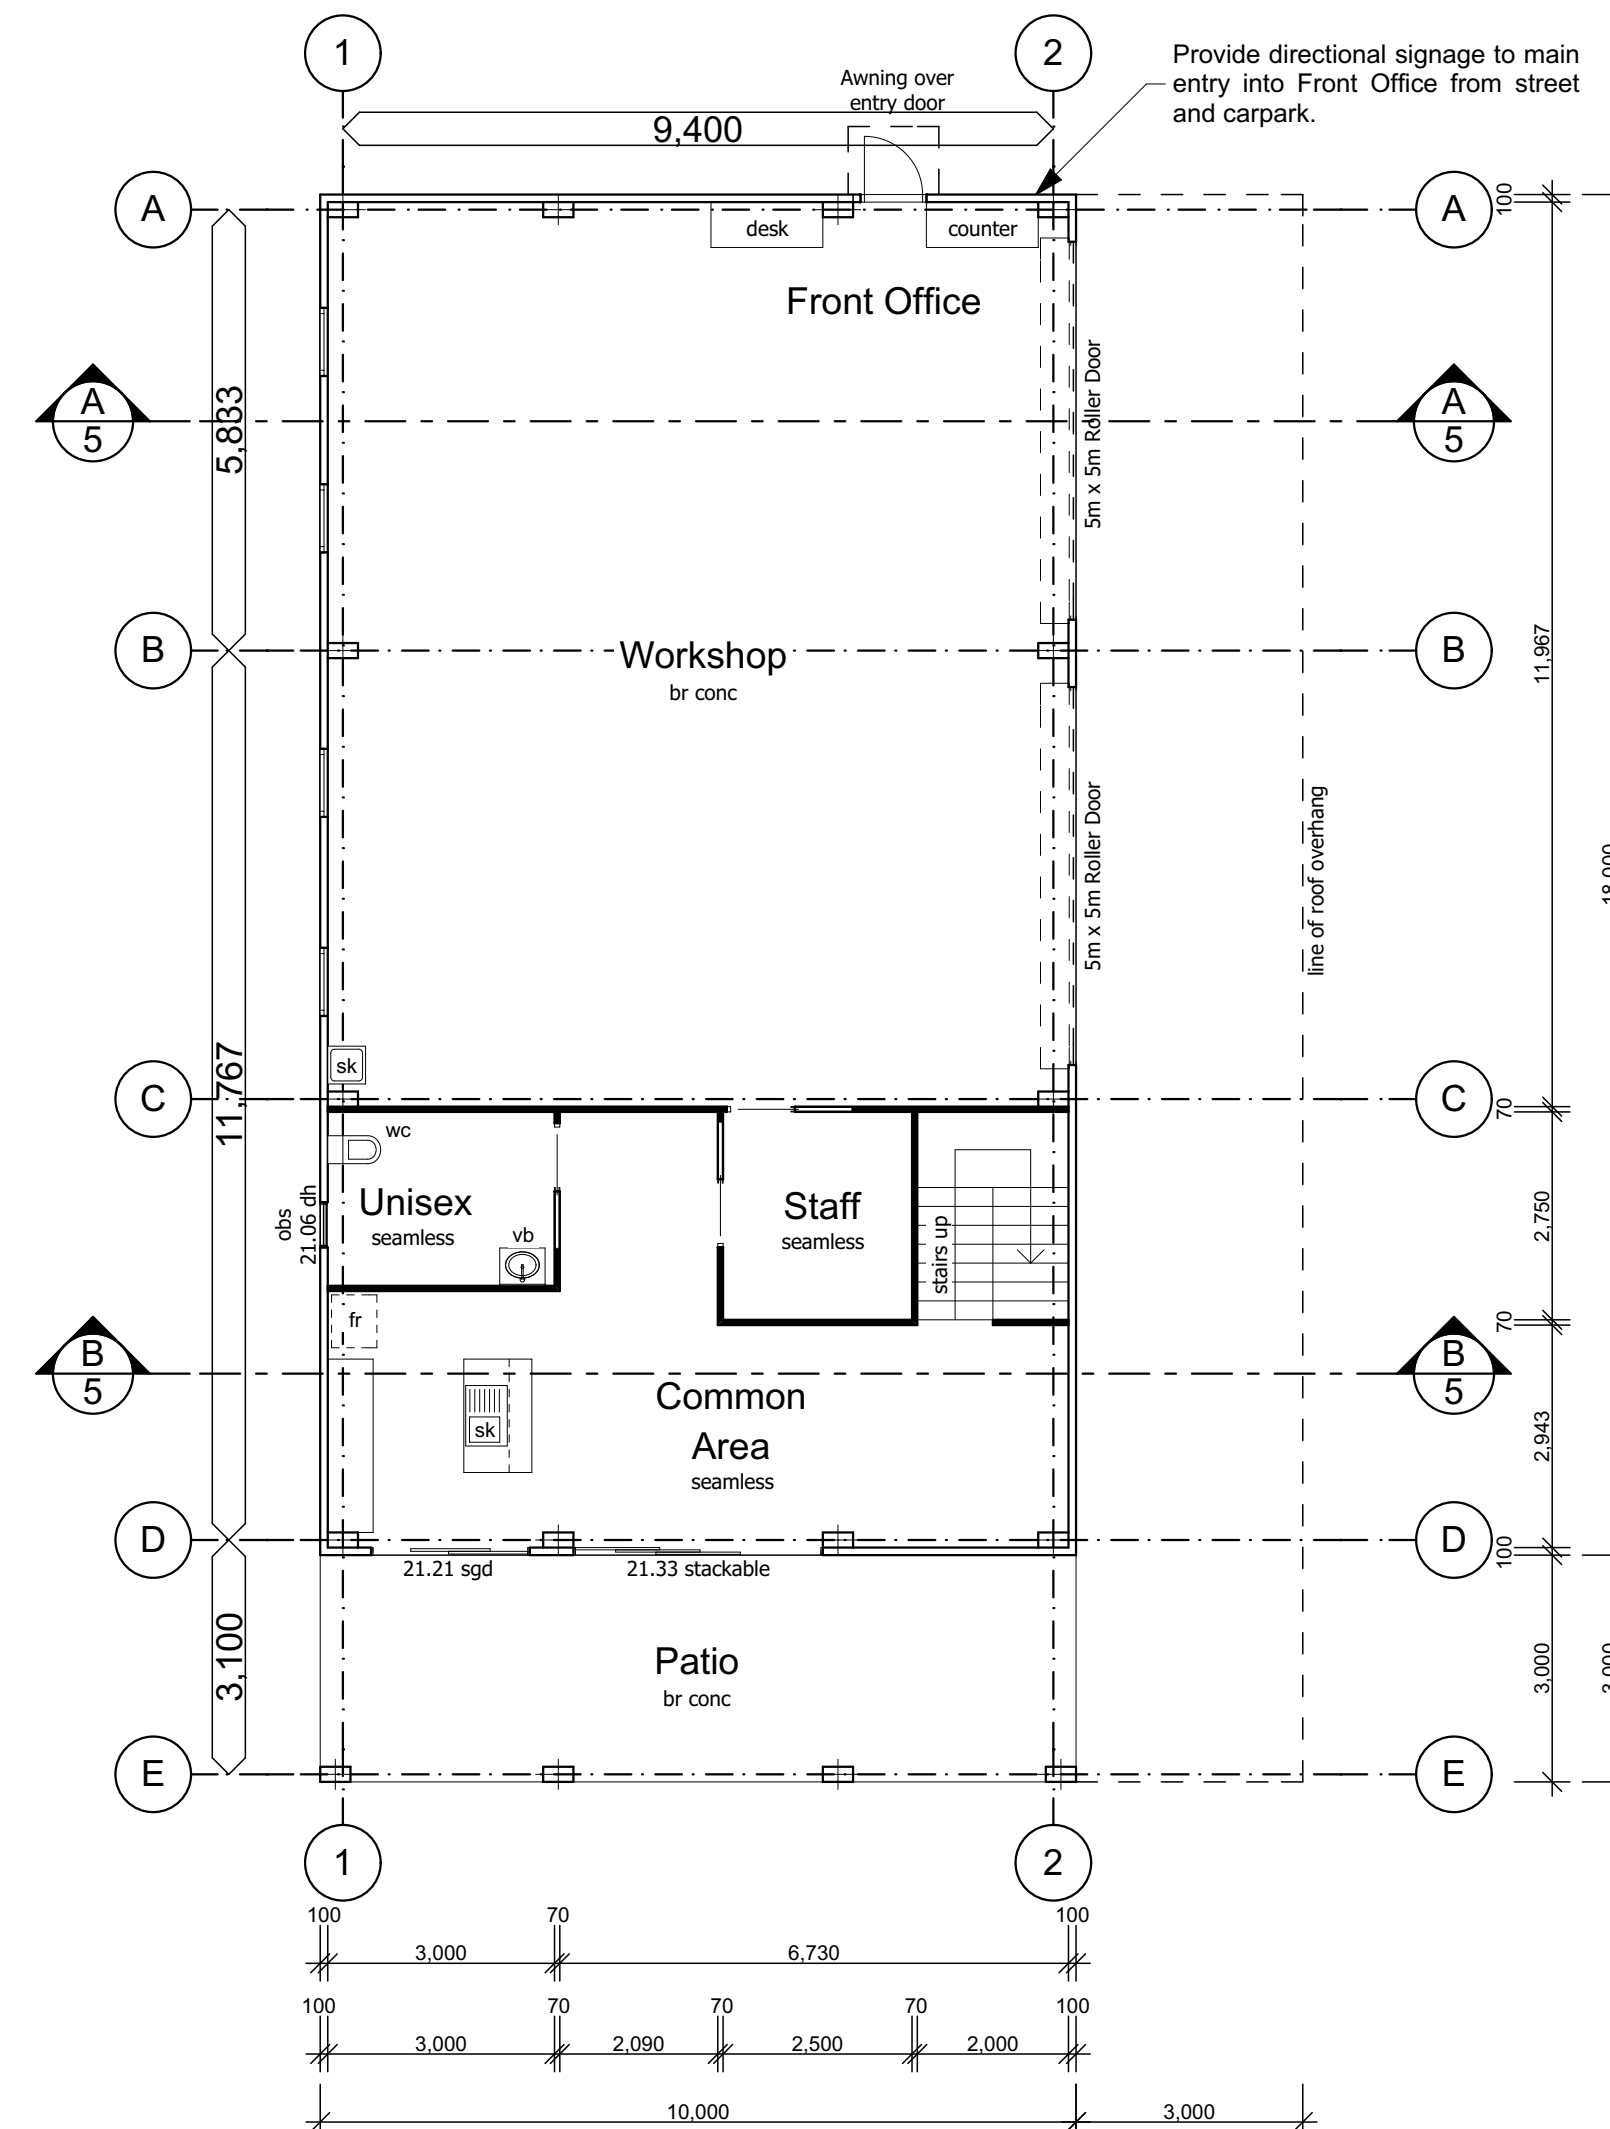 1
2
Provide directional signage to main
entry into Front Office from street
and carpark.
Awning over
entry door
9,400
A
A
100
desk
counter
Front Office
A
5
A
5
5,833
5m x 5m Roller Door
B
B
Workshop
br conc
11,967
5m x 5m Roller Door
line of roof overhang
18,000
sk
11,767
C
C
70
wc
Unisex
seamless
vb
obs
21.06 dh
Staff
seamless
stairs up
2,750
fr
70
B
5
B
5
Common
Area
seamless
sk
2,943
D
D
100
21.21 sgd
21.33 stackable
3,100
Patio
br conc
3,000
3,000
E
E
1
2
100
70
100
3,000
6,730
100
70
70
70
100
3,000
2,090
2,500
2,000
10,000
3,000